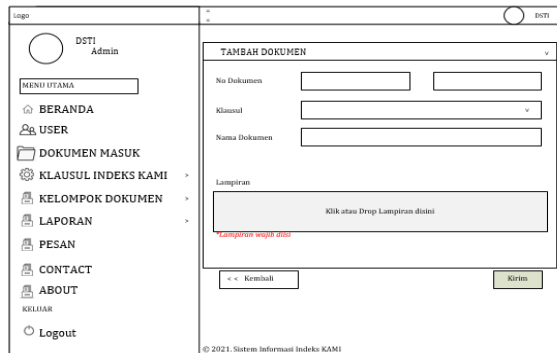 Logo
DSTI
DSTI
Admin
MENU UTAMA
BERANDA
USER
DOKUMEN MASUK
KLAUSUL INDEKS KAMI >
KELOMPOK DOKUMEN >
LAPORAN >
PESAN
CONTACT
ABOUT
KELUAR
Logout
TAMBAH DOKUMEN
No Dokumen
Klausul
Nama Dokumen
Lampiran
Klik atau Drop Lampiran disini
*Lampiran wajib diisi
<< Kembali
Kirim
© 2021. Sistem Informasi Indeks KAMI